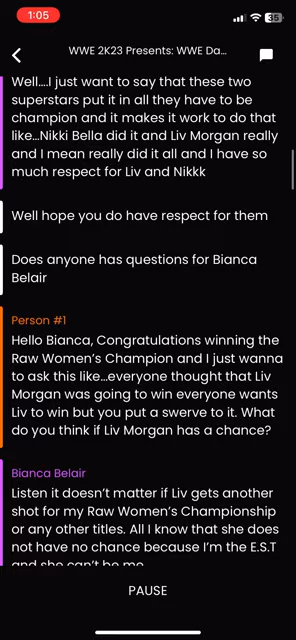 1:05
35
WWE 2K23 Presents: WWE Da...
Well....I just want to say that these two
superstars put it in all they have to be
champion and it makes it work to do that
like...Nikki Bella did it and Liv Morgan really
and I mean really did it all and I have so
much respect for Liv and Nikkk
Well hope you do have respect for them
Does anyone has questions for Bianca
Belair
Person #1
Hello Bianca, Congratulations winning the
Raw Women's Champion and I just wanna
to ask this like...everyone thought that Liv
Morgan was going to win everyone wants
Liv to win but you put a swerve to it. What
do you think if Liv Morgan has a chance?
Bianca Belair
Listen it doesn't matter if Liv gets another
shot for my Raw Women's Championship
or any other titles. All I know that she does
not have no chance because I'm the E.S.T
and she can't be me
PAUSE